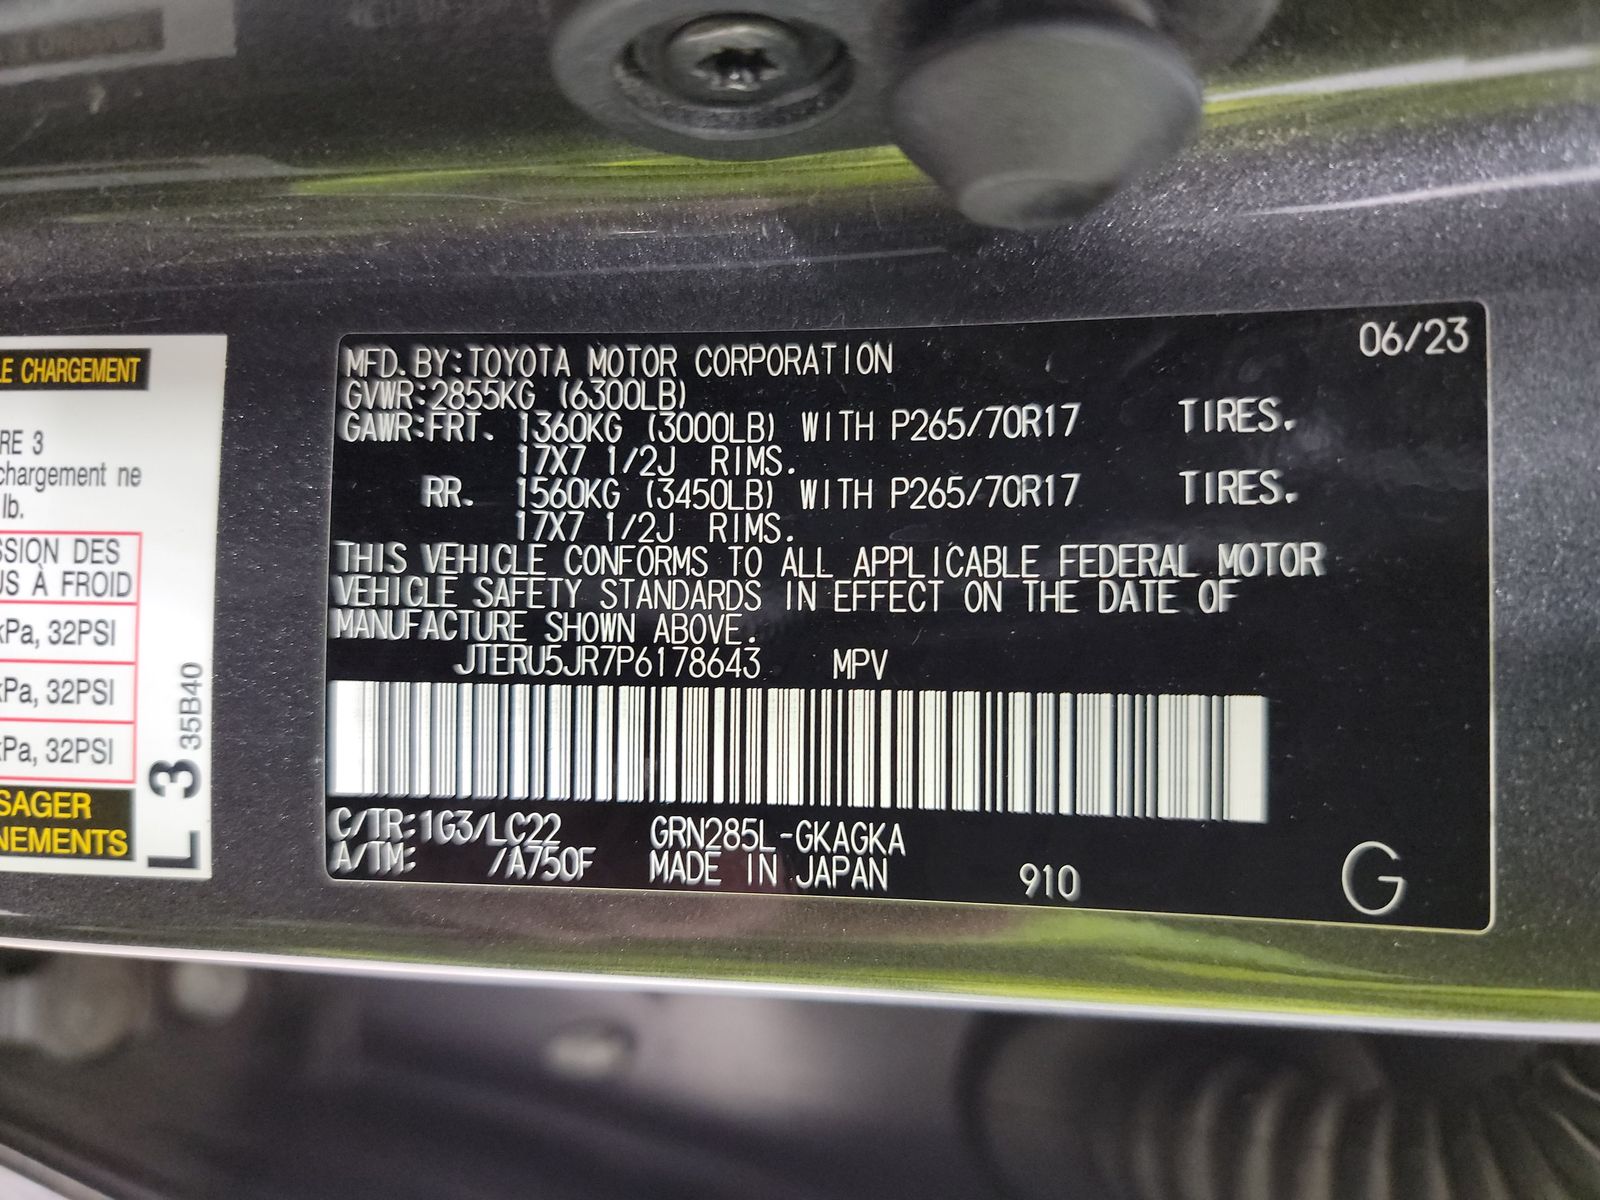 LE CHARGEMENT
RE 3
chargement ne
lb.
SSION DES
US À FROID
kPa, 32PSI
kPa, 32PSI
kPa, 32PSI
SAGER
NEMENTS
L 3 35B40
06/23
MFD. BY: TOYOTA MOTOR CORPORATION
GVWR: 2855KG (6300LB)
GAWR: FRT. 1360KG (3000LB) WITH P265/70R17 TIRES.
17X7 1/2J RIMS.
RR. 1560KG (3450LB) WITH P265/70R17 TIRES.
17X7 1/2J RIMS.
THIS VEHICLE CONFORMS TO ALL APPLICABLE FEDERAL MOTOR
VEHICLE SAFETY STANDARDS IN EFFECT ON THE DATE OF
MANUFACTURE SHOWN ABOVE.
JTERU5JR7P6178643 MPV
C/TR: 1G3/LC22 GRN285L-GKAGKA
A/TM: /A750F MADE IN JAPAN 910 G